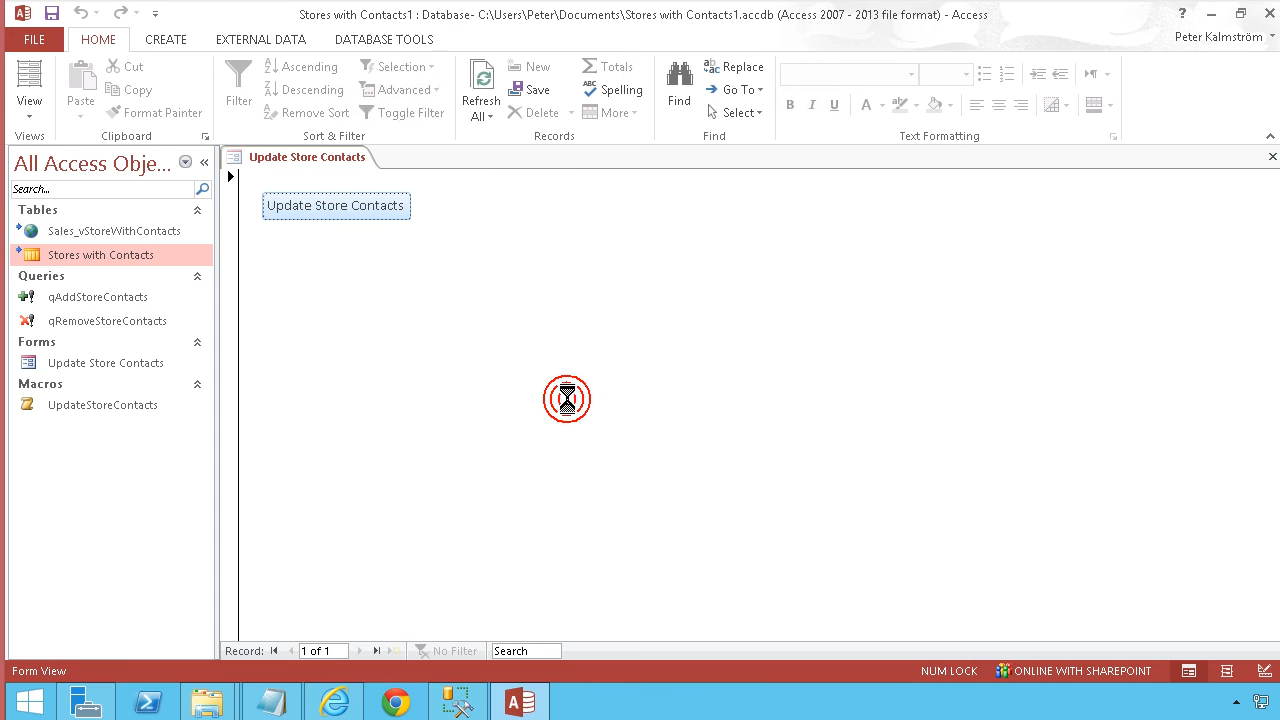 Stores with Contacts1 : Database- C:\Users\Peter\Documents\Stores with Contacts1.accdb (Access 2007 - 2013 file format) - Access
Peter Kalmström
FILE HOME CREATE EXTERNAL DATA DATABASE TOOLS
View
Views
Paste
Cut
Copy
Format Painter
Clipboard
Filter
Ascending
Selection
Advanced
Toggle Filter
Sort & Filter
Refresh
All
New
Save
Totals
Spelling
More
Records
Find
Replace
Go To
Select
Find
B I U
A
Text Formatting
All Access Obje...
Search...
Tables
Sales_vStoreWithContacts
Stores with Contacts
Queries
qAddStoreContacts
qRemoveStoreContacts
Forms
Update Store Contacts
Macros
UpdateStoreContacts
Update Store Contacts
Update Store Contacts
Record: 1 of 1 No Filter Search
Form View
NUM LOCK ONLINE WITH SHAREPOINT